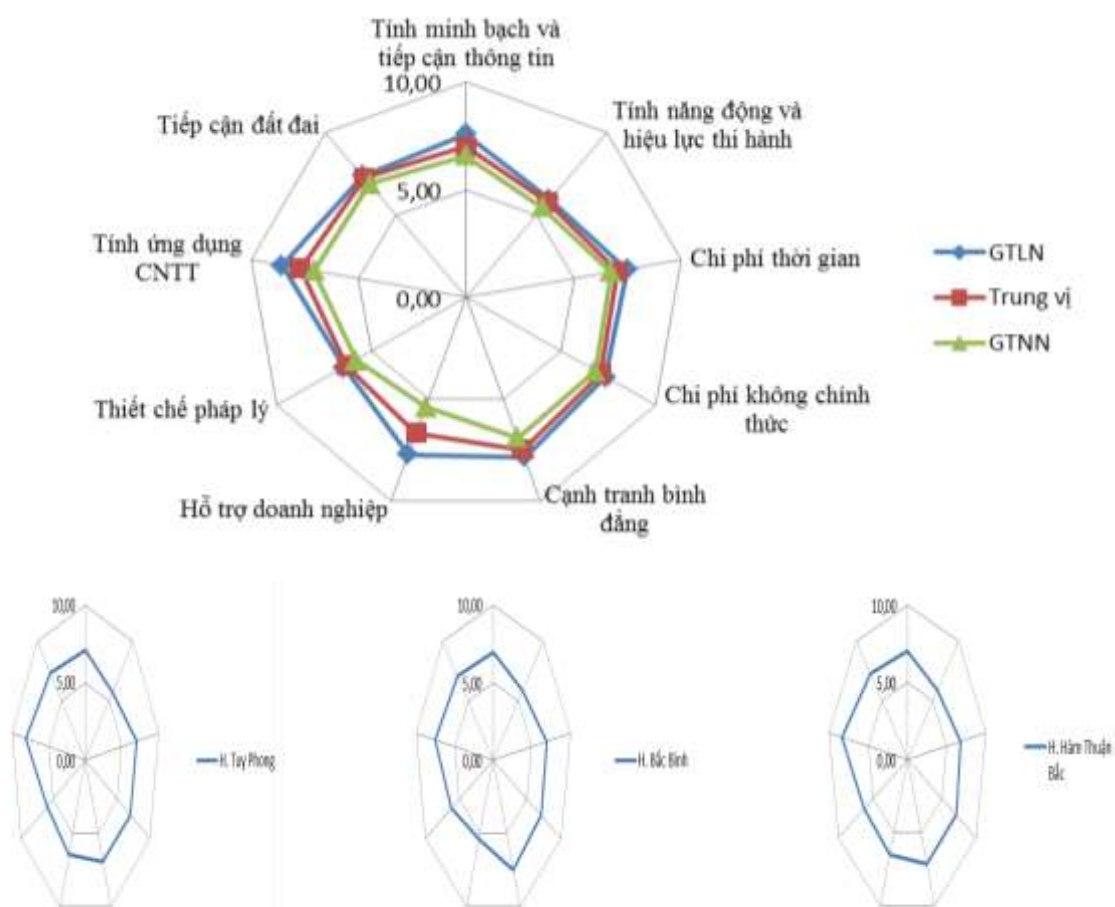 Tính minh bạch và
tiếp cận thông tin
10,00
Tính năng động và
hiệu lực thi hành
Tiếp cận đất đai
5,00
Tính ứng dụng
CNTT
Chi phí thời gian
GTLN
Trung vị
GTNN
0,00
Thiết chế pháp lý
Chi phí không chính
thức
Hỗ trợ doanh nghiệp
Cạnh tranh bình
đẳng
10,00
5,00
0,00
H. Tuy Phong
10,00
5,00
0,00
H. Bắc Bình
10,00
5,00
0,00
H. Hàm Thuận
Bắc